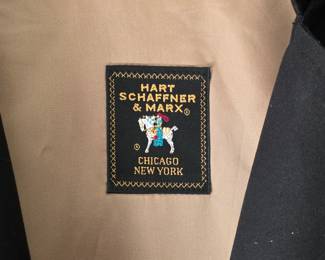 HART
SCHAFFNER
& MARX
CHICAGO
NEW YORK